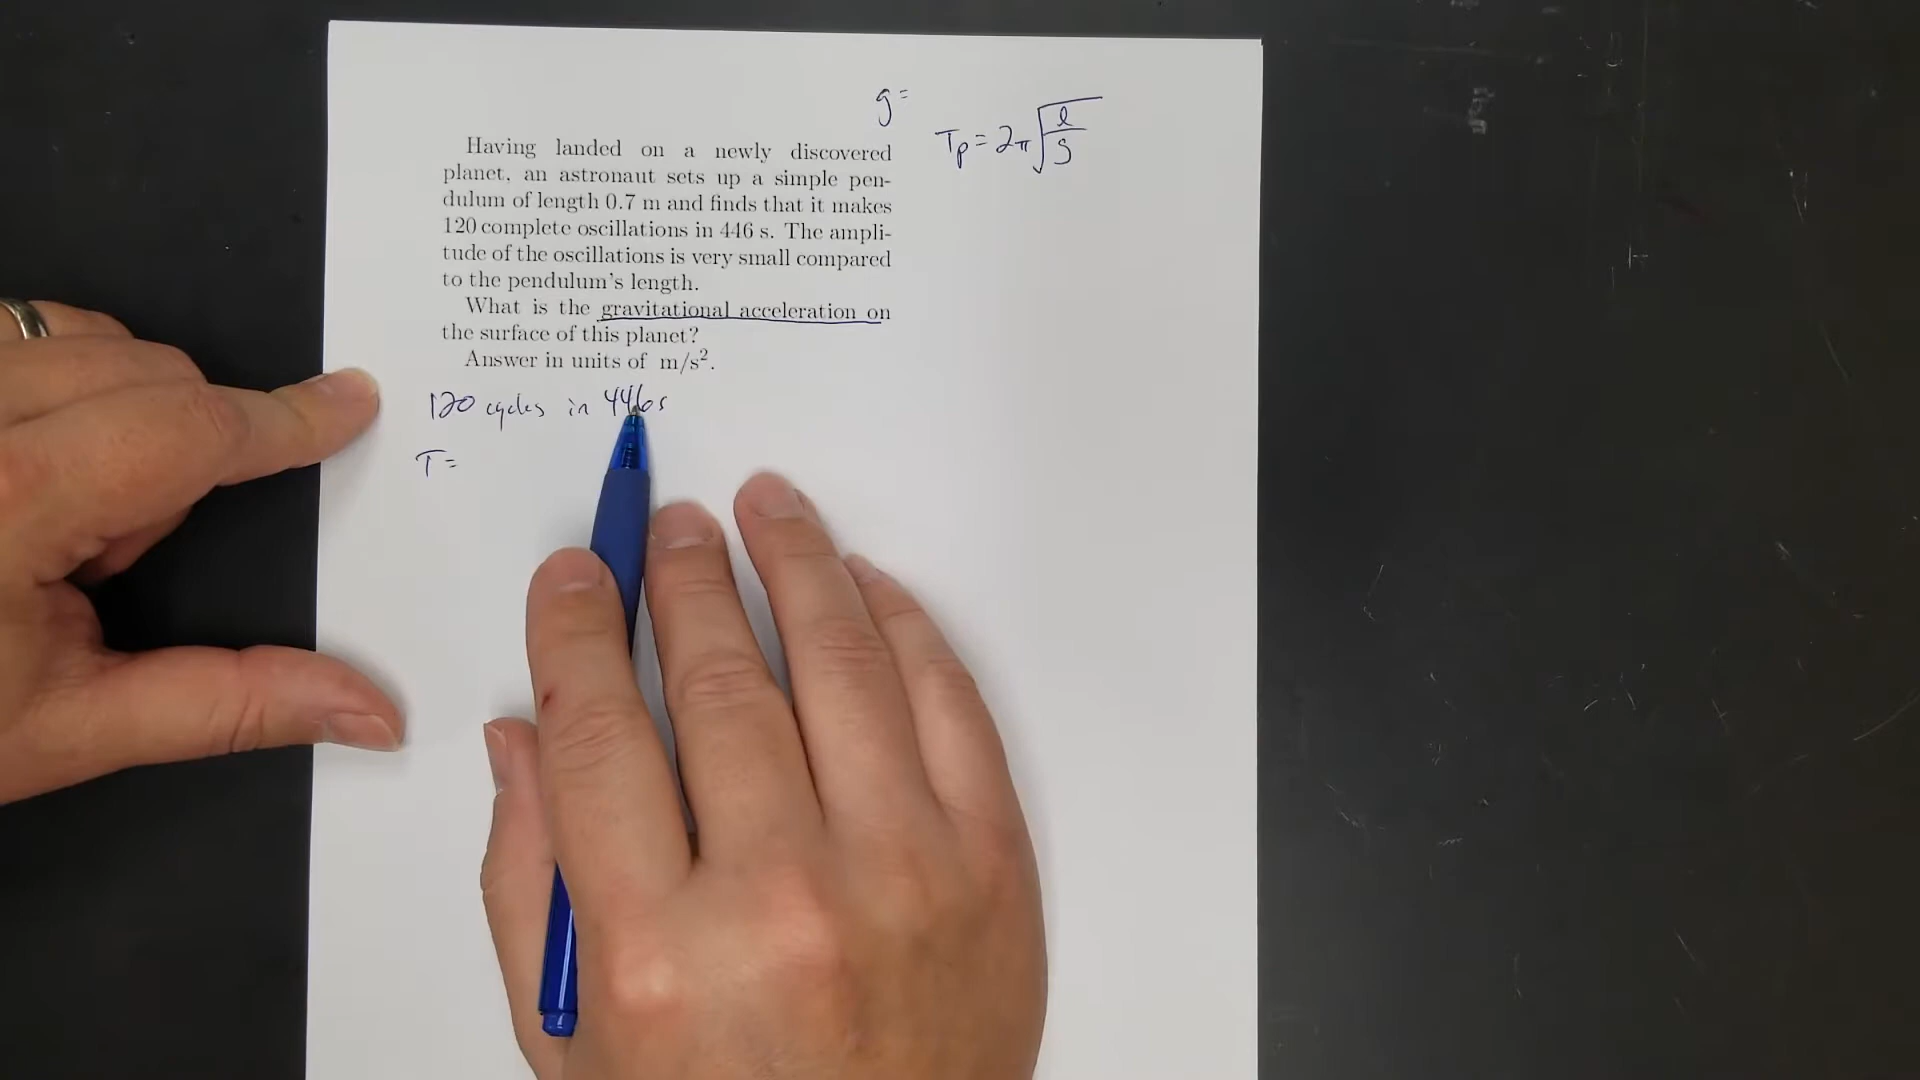 g=
T_p = 2π√(l/g)
Having landed on a newly discovered
planet, an astronaut sets up a simple pen-
dulum of length 0.7 m and finds that it makes
120 complete oscillations in 446 s. The ampli-
tude of the oscillations is very small compared
to the pendulum's length.
What is the gravitational acceleration on
the surface of this planet?
Answer in units of m/s².
120 cycles in 446s
T=